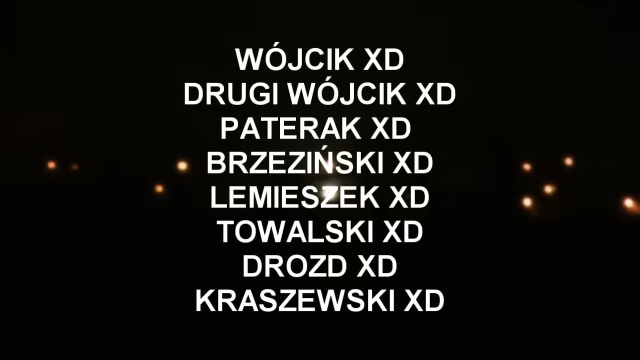 WÓJCIK XD
DRUGI WÓJCIK XD
PATERAK XD
BRZEZIŃSKI XD
LEMIESZEK XD
TOWALSKI XD
DROZD XD
KRASZEWSKI XD